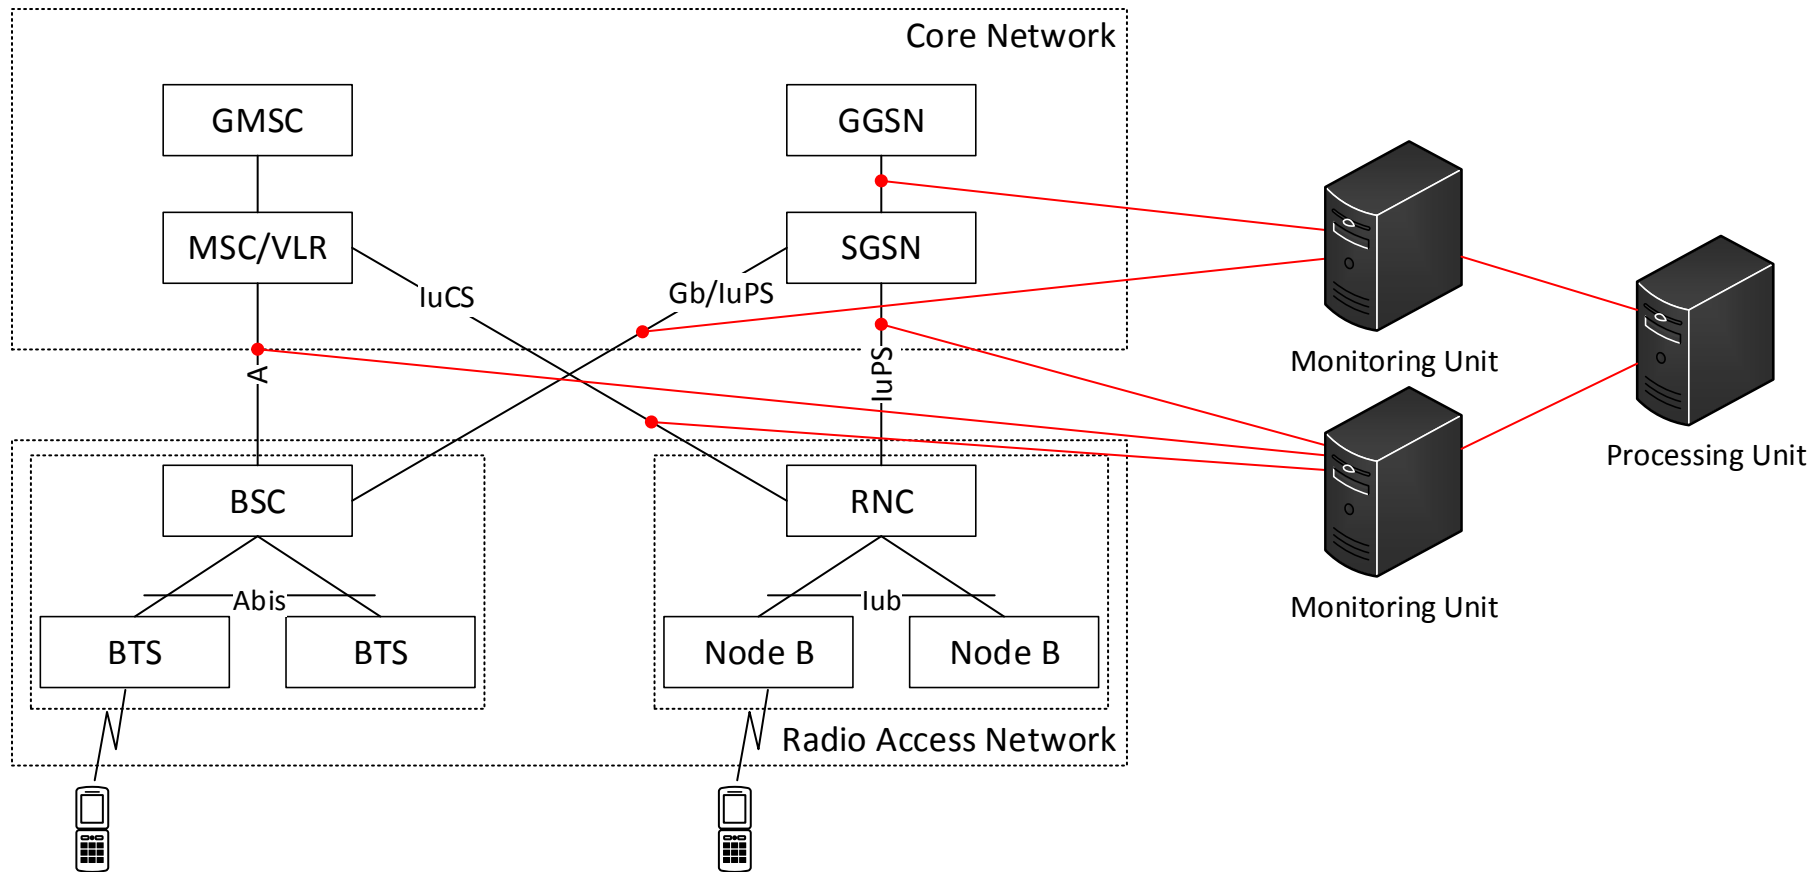 Core Network
GMSC
GGSN
MSC/VLR
SGSN
IuCS
Gb/IuPS
A
IuPS
Monitoring Unit
Processing Unit
BSC
RNC
Monitoring Unit
Abis
Iub
BTS
BTS
Node B
Node B
Radio Access Network